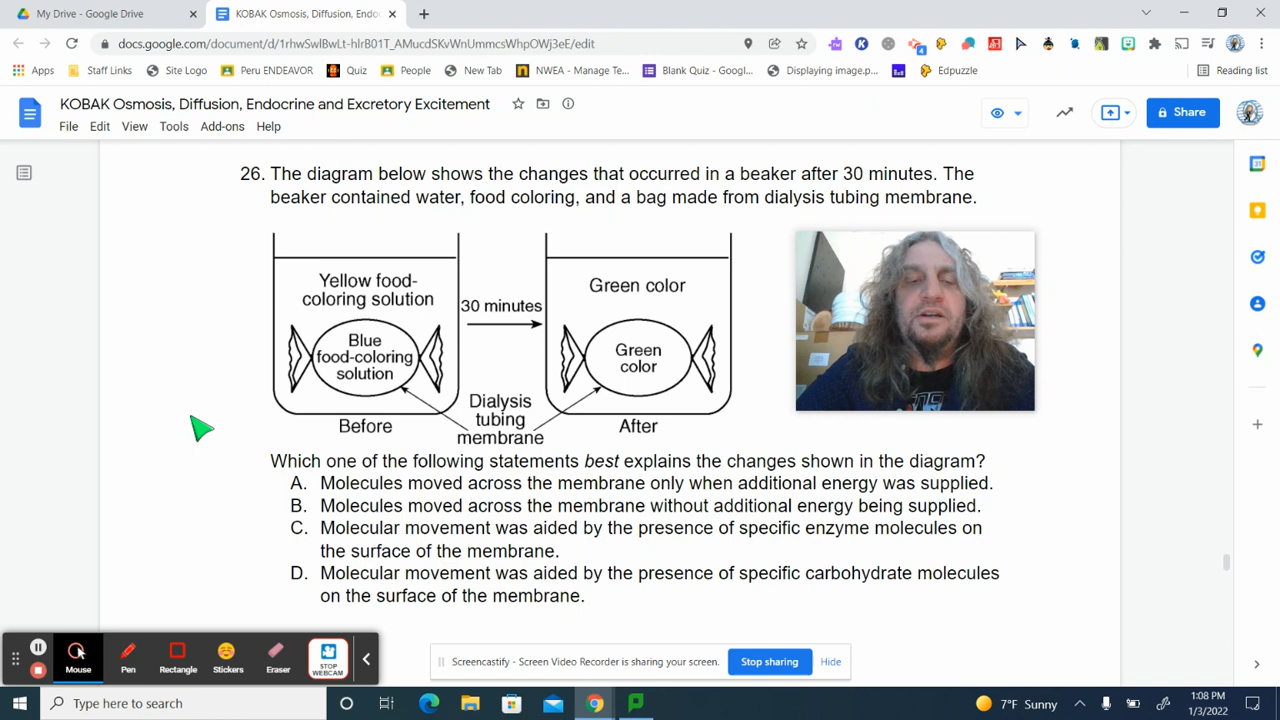 My Drive - Google Drive
KOBAK Osmosis, Diffusion, Endoc
docs.google.com/document/d/1rhwSwlBwLt-hlrB01T_AMucdSKvWnUmmcsWhpOWj3eE/edit
Apps
Staff Links
Site Logo
Peru ENDEAVOR
Quiz
People
New Tab
NWEA - Manage Te...
Blank Quiz - Googl...
Displaying image.p...
Edpuzzle
Reading list
KOBAK Osmosis, Diffusion, Endocrine and Excretory Excitement
File Edit View Tools Add-ons Help
Share
26. The diagram below shows the changes that occurred in a beaker after 30 minutes. The
beaker contained water, food coloring, and a bag made from dialysis tubing membrane.
Yellow food-
coloring solution
Blue
food-coloring
solution
Before
30 minutes
Dialysis
tubing
membrane
Green color
Green
color
After
Which one of the following statements best explains the changes shown in the diagram?
A. Molecules moved across the membrane only when additional energy was supplied.
B. Molecules moved across the membrane without additional energy being supplied.
C. Molecular movement was aided by the presence of specific enzyme molecules on
the surface of the membrane.
D. Molecular movement was aided by the presence of specific carbohydrate molecules
on the surface of the membrane.
Mouse
Pen
Rectangle
Stickers
Eraser
STOP
WEBCAM
Screencastify - Screen Video Recorder is sharing your screen.
Stop sharing
Hide
Type here to search
7°F Sunny
1:08 PM
1/3/2022